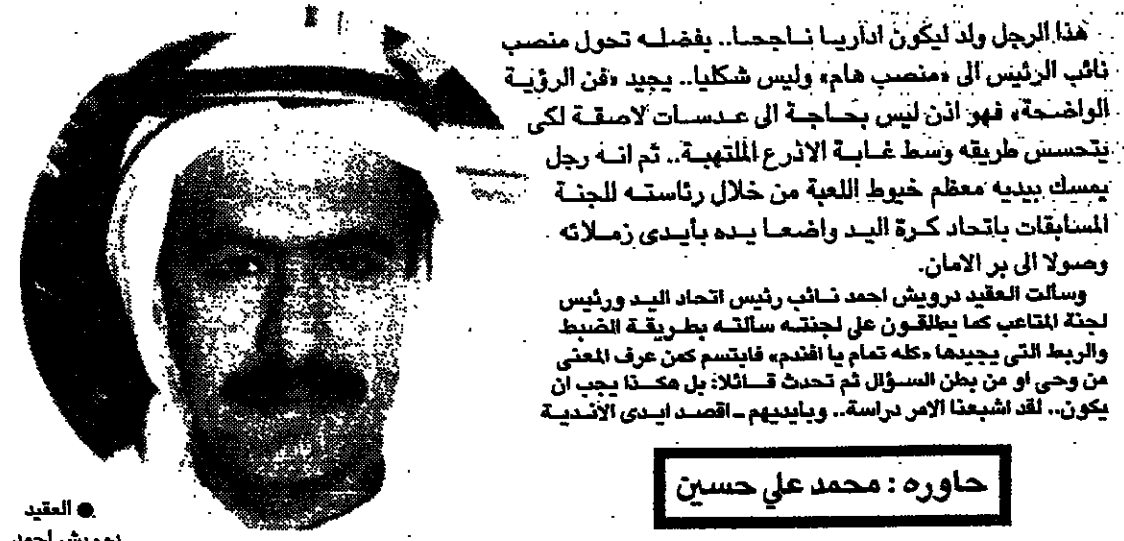 هذا الرجل ولد ليكون اداريا ناجحا.. بفضله تحول منصب
نائب الرئيس الى «منصب هام» وليس شكليا.. يجيد «فن الرؤية
الواضحة» فهو اذن ليس بحاجة الى عدسات لاصقة لكى
يتحسس طريقه وسط غابة الاذرع الملتهبة.. ثم انه رجل
يمسك بيديه معظم خيوط اللعبة من خلال رئاسته للجنة
المسابقات باتحاد كرة اليد واضعا يده بأيدى زملائه
وصولا الى بر الامان.
وسألت العقيد درويش احمد نائب رئيس اتحاد اليد ورئيس
لجنة المتاعب كما يطلقون على لجنته سألته بطريقة الضبط
والربط التى يجيدها «كله تمام يا افندم» فابتسم كمن عرف المعنى
من وحى او من بطن السؤال ثم تحدث قائلا: بل هكذا يجب ان
يكون.. لقد اشبعنا الامر دراسة.. وبايديهم ـ اقصد ايدى الأندية
حاوره : محمد علي حسين
● العقيد
درويش احمد